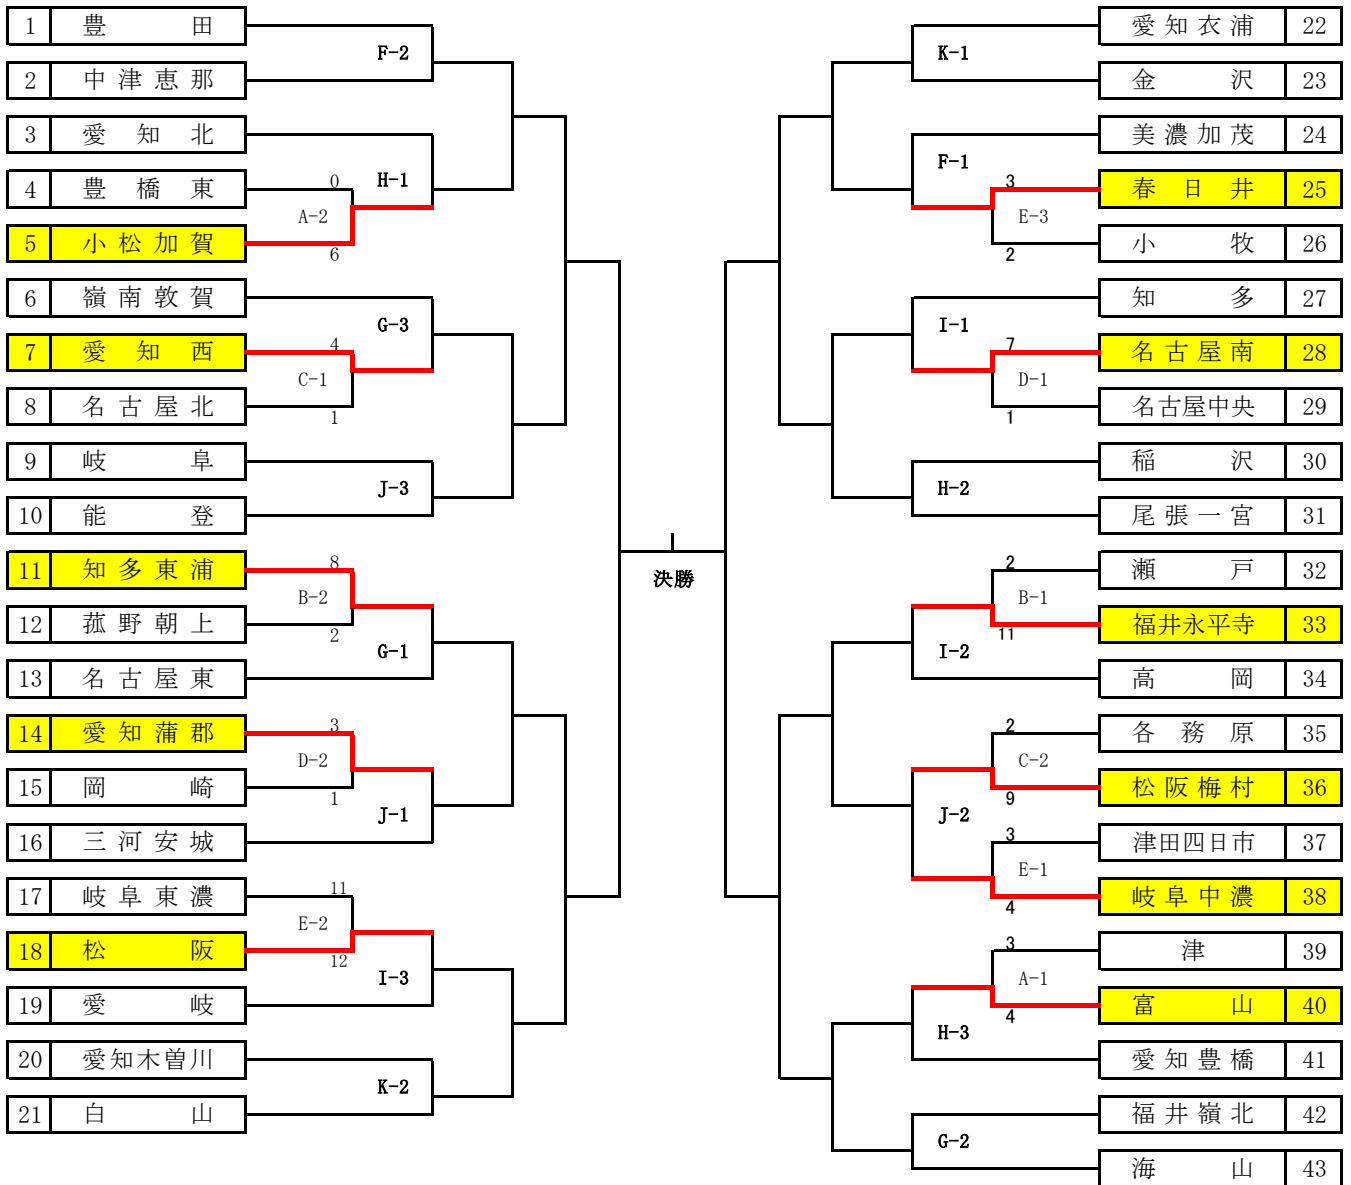 1 豊田
F-2
2 中津恵那
3 愛知北
H-1
4 豊橋東
0
A-2
5 小松加賀
6
6 嶺南敦賀
G-3
7 愛知西
4
C-1
8 名古屋北
1
9 岐阜
J-3
10 能登
11 知多東浦
8
B-2
12 菰野朝上
2
G-1
13 名古屋東
14 愛知蒲郡
3
D-2
15 岡崎
1
J-1
16 三河安城
17 岐阜東濃
11
E-2
18 松阪
12
I-3
19 愛岐
20 愛知木曽川
K-2
21 白山
決勝
愛知衣浦 22
K-1
金沢 23
美濃加茂 24
F-1
3
春日井 25
E-3
小牧 26
2
知多 27
I-1
7
名古屋南 28
D-1
名古屋中央 29
1
稲沢 30
H-2
尾張一宮 31
2
瀬戸 32
B-1
福井永平寺 33
11
I-2
高岡 34
2
各務原 35
C-2
松阪梅村 36
9
J-2
3
津田四日市 37
E-1
岐阜中濃 38
4
3
津 39
A-1
富山 40
4
H-3
愛知豊橋 41
福井嶺北 42
G-2
海山 43